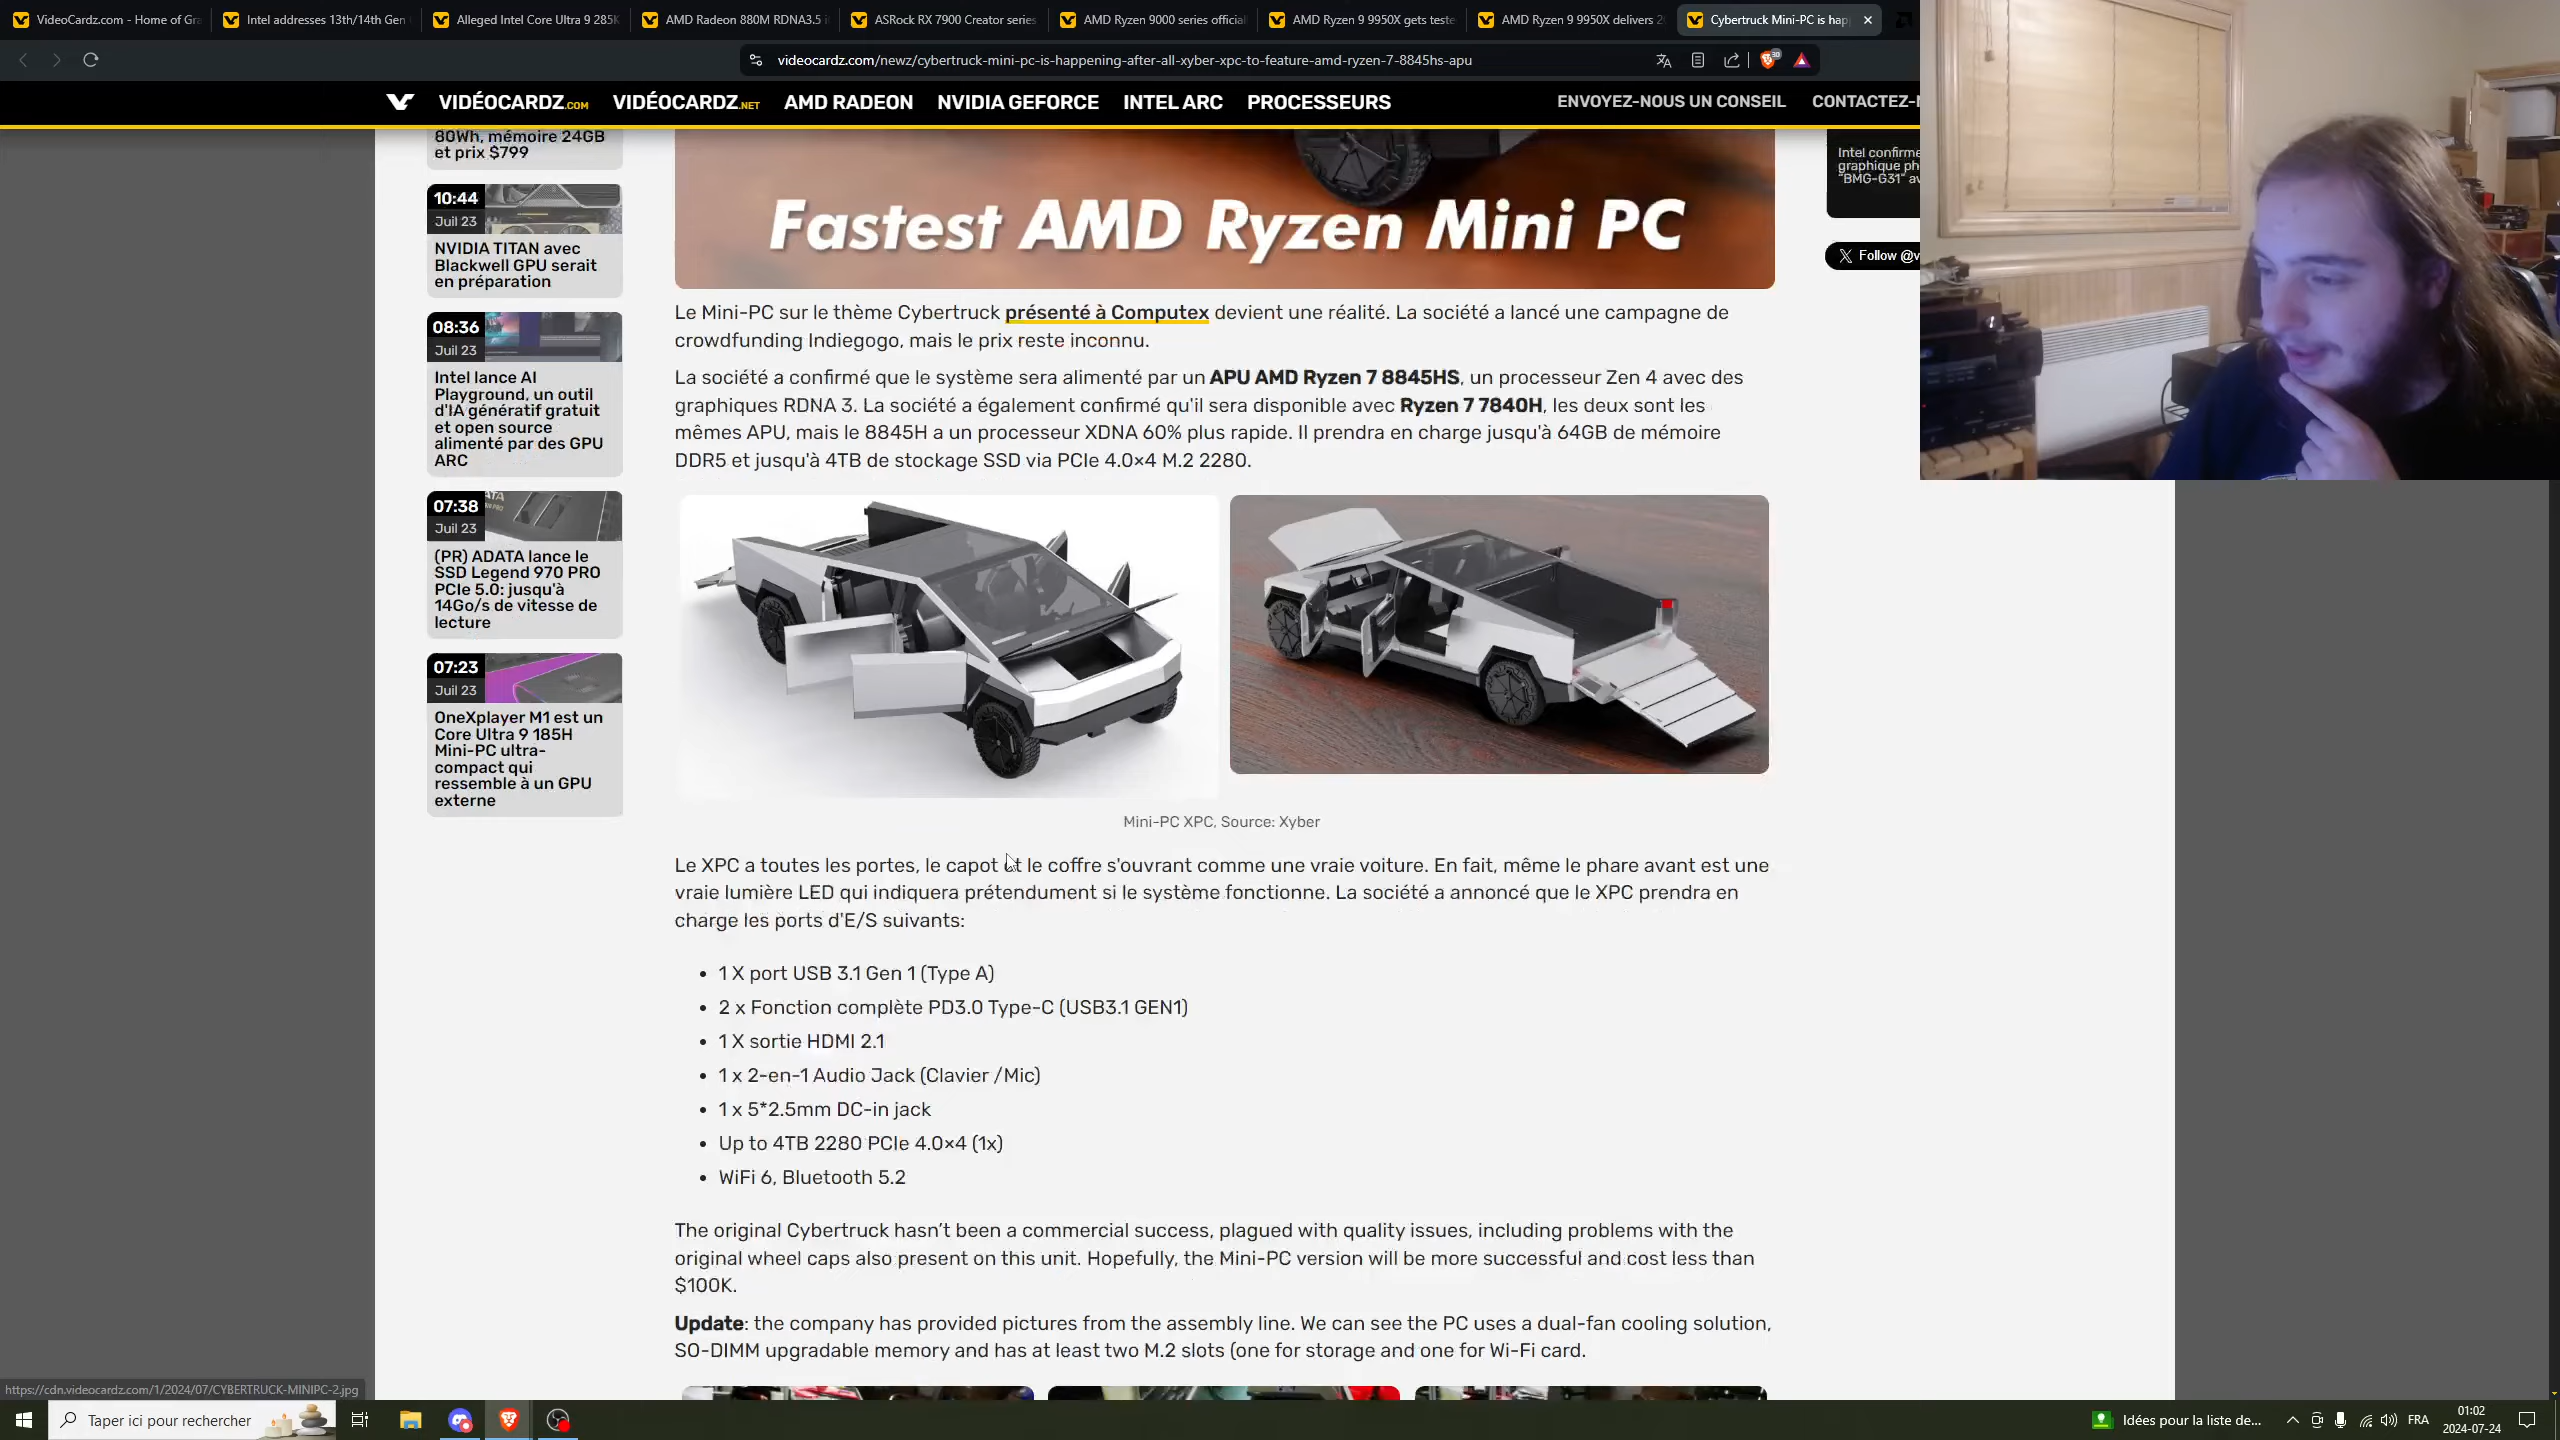 VideoCardz.com - Home of Gra
Intel addresses 13th/14th Gen
Alleged Intel Core Ultra 9 285K
AMD Radeon 880M RDNA3.5 i
ASRock RX 7900 Creator series
AMD Ryzen 9000 series official
AMD Ryzen 9 9950X gets teste
AMD Ryzen 9 9950X delivers 2
Cybertruck Mini-PC is hap
videocardz.com/newz/cybertruck-mini-pc-is-happening-after-all-xyber-xpc-to-feature-amd-ryzen-7-8845hs-apu
VIDÉOCARDZ.COM
VIDÉOCARDZ.NET
AMD RADEON
NVIDIA GEFORCE
INTEL ARC
PROCESSEURS
ENVOYEZ-NOUS UN CONSEIL
CONTACTEZ-N
80Wh, mémoire 24GB
et prix $799
10:44
Juil 23
NVIDIA TITAN avec
Blackwell GPU serait
en préparation
08:36
Juil 23
Intel lance AI
Playground, un outil
d'IA génératif gratuit
et open source
alimenté par des GPU
ARC
07:38
Juil 23
(PR) ADATA lance le
SSD Legend 970 PRO
PCIe 5.0: jusqu'à
14Go/s de vitesse de
lecture
07:23
Juil 23
OneXplayer M1 est un
Core Ultra 9 185H
Mini-PC ultra-
compact qui
ressemble à un GPU
externe
Fastest AMD Ryzen Mini PC
Le Mini-PC sur le thème Cybertruck présenté à Computex devient une réalité. La société a lancé une campagne de
crowdfunding Indiegogo, mais le prix reste inconnu.
La société a confirmé que le système sera alimenté par un APU AMD Ryzen 7 8845HS, un processeur Zen 4 avec des
graphiques RDNA 3. La société a également confirmé qu'il sera disponible avec Ryzen 7 7840H, les deux sont les
mêmes APU, mais le 8845H a un processeur XDNA 60% plus rapide. Il prendra en charge jusqu'à 64GB de mémoire
DDR5 et jusqu'à 4TB de stockage SSD via PCIe 4.0×4 M.2 2280.
Mini-PC XPC, Source: Xyber
Le XPC a toutes les portes, le capot et le coffre s'ouvrant comme une vraie voiture. En fait, même le phare avant est une
vraie lumière LED qui indiquera prétendument si le système fonctionne. La société a annoncé que le XPC prendra en
charge les ports d'E/S suivants:
• 1 X port USB 3.1 Gen 1 (Type A)
• 2 x Fonction complète PD3.0 Type-C (USB3.1 GEN1)
• 1 X sortie HDMI 2.1
• 1 x 2-en-1 Audio Jack (Clavier /Mic)
• 1 x 5*2.5mm DC-in jack
• Up to 4TB 2280 PCIe 4.0×4 (1x)
• WiFi 6, Bluetooth 5.2
The original Cybertruck hasn't been a commercial success, plagued with quality issues, including problems with the
original wheel caps also present on this unit. Hopefully, the Mini-PC version will be more successful and cost less than
$100K.
Update: the company has provided pictures from the assembly line. We can see the PC uses a dual-fan cooling solution,
SO-DIMM upgradable memory and has at least two M.2 slots (one for storage and one for Wi-Fi card.
Intel confirme
graphique ph
"BMG-G31" av
Follow @v
https://cdn.videocardz.com/1/2024/07/CYBERTRUCK-MINIPC-2.jpg
Taper ici pour rechercher
Idées pour la liste de...
FRA
01:02
2024-07-24